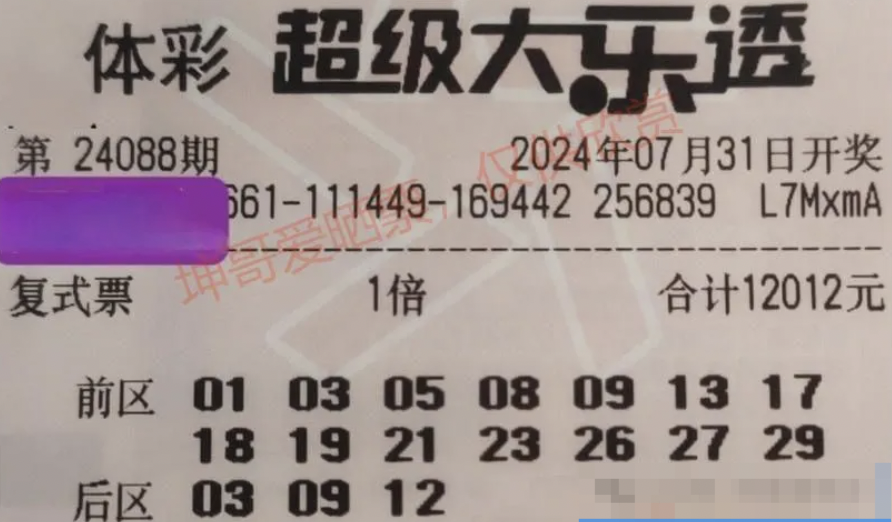 体彩 超级大乐透
第 24088期 2024年07月31日开奖
661-111449-169442 256839 L7MxmA
坤哥爱晒票,仅供欣赏
复式票 1倍 合计12012元
前区 01 03 05 08 09 13 17
18 19 21 23 26 27 29
后区 03 09 12